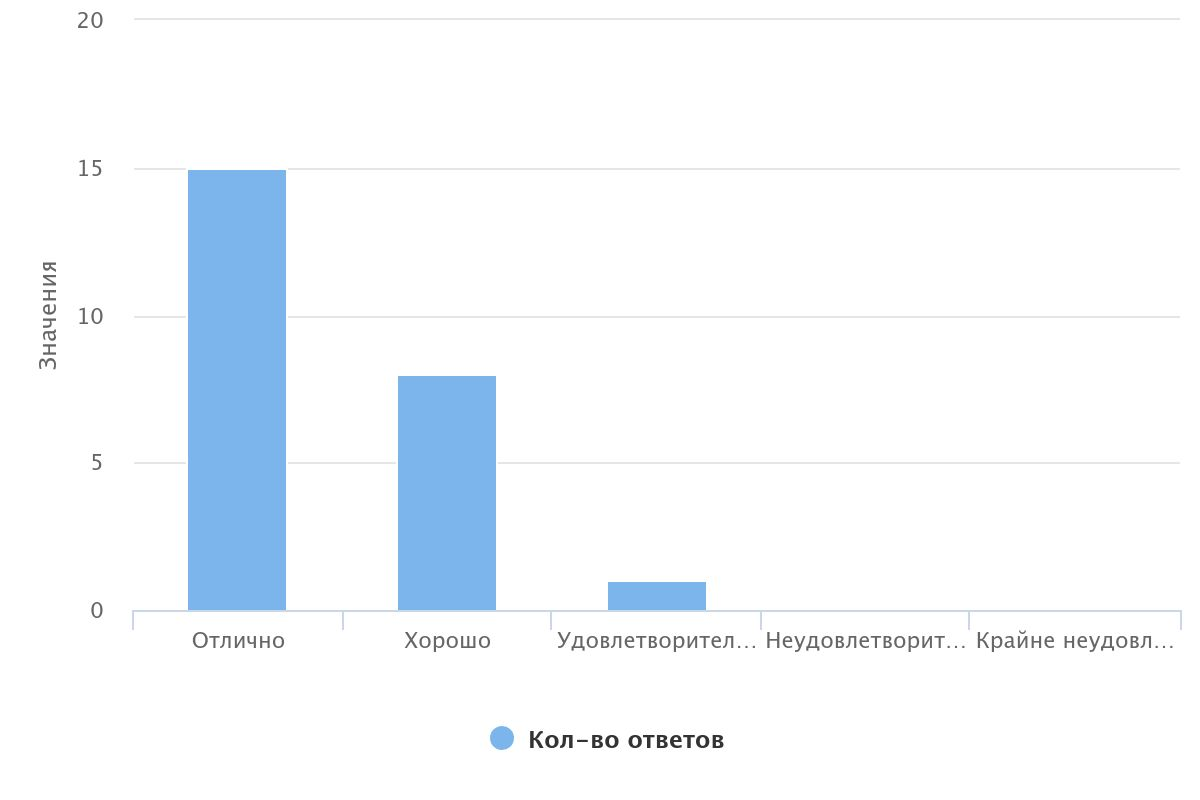 20
15
10
5
0
Значения
Отлично
Хорошо
Удовлетворител...
Неудовлетворит...
Крайне неудовл...
Кол-во ответов